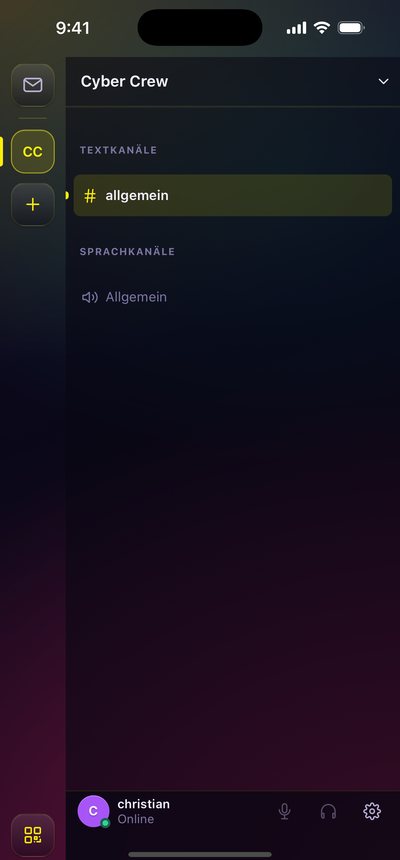 9:41
Cyber Crew
CC
TEXTKANÄLE
# allgemein
SPRACHKANÄLE
Allgemein
C
christian
Online